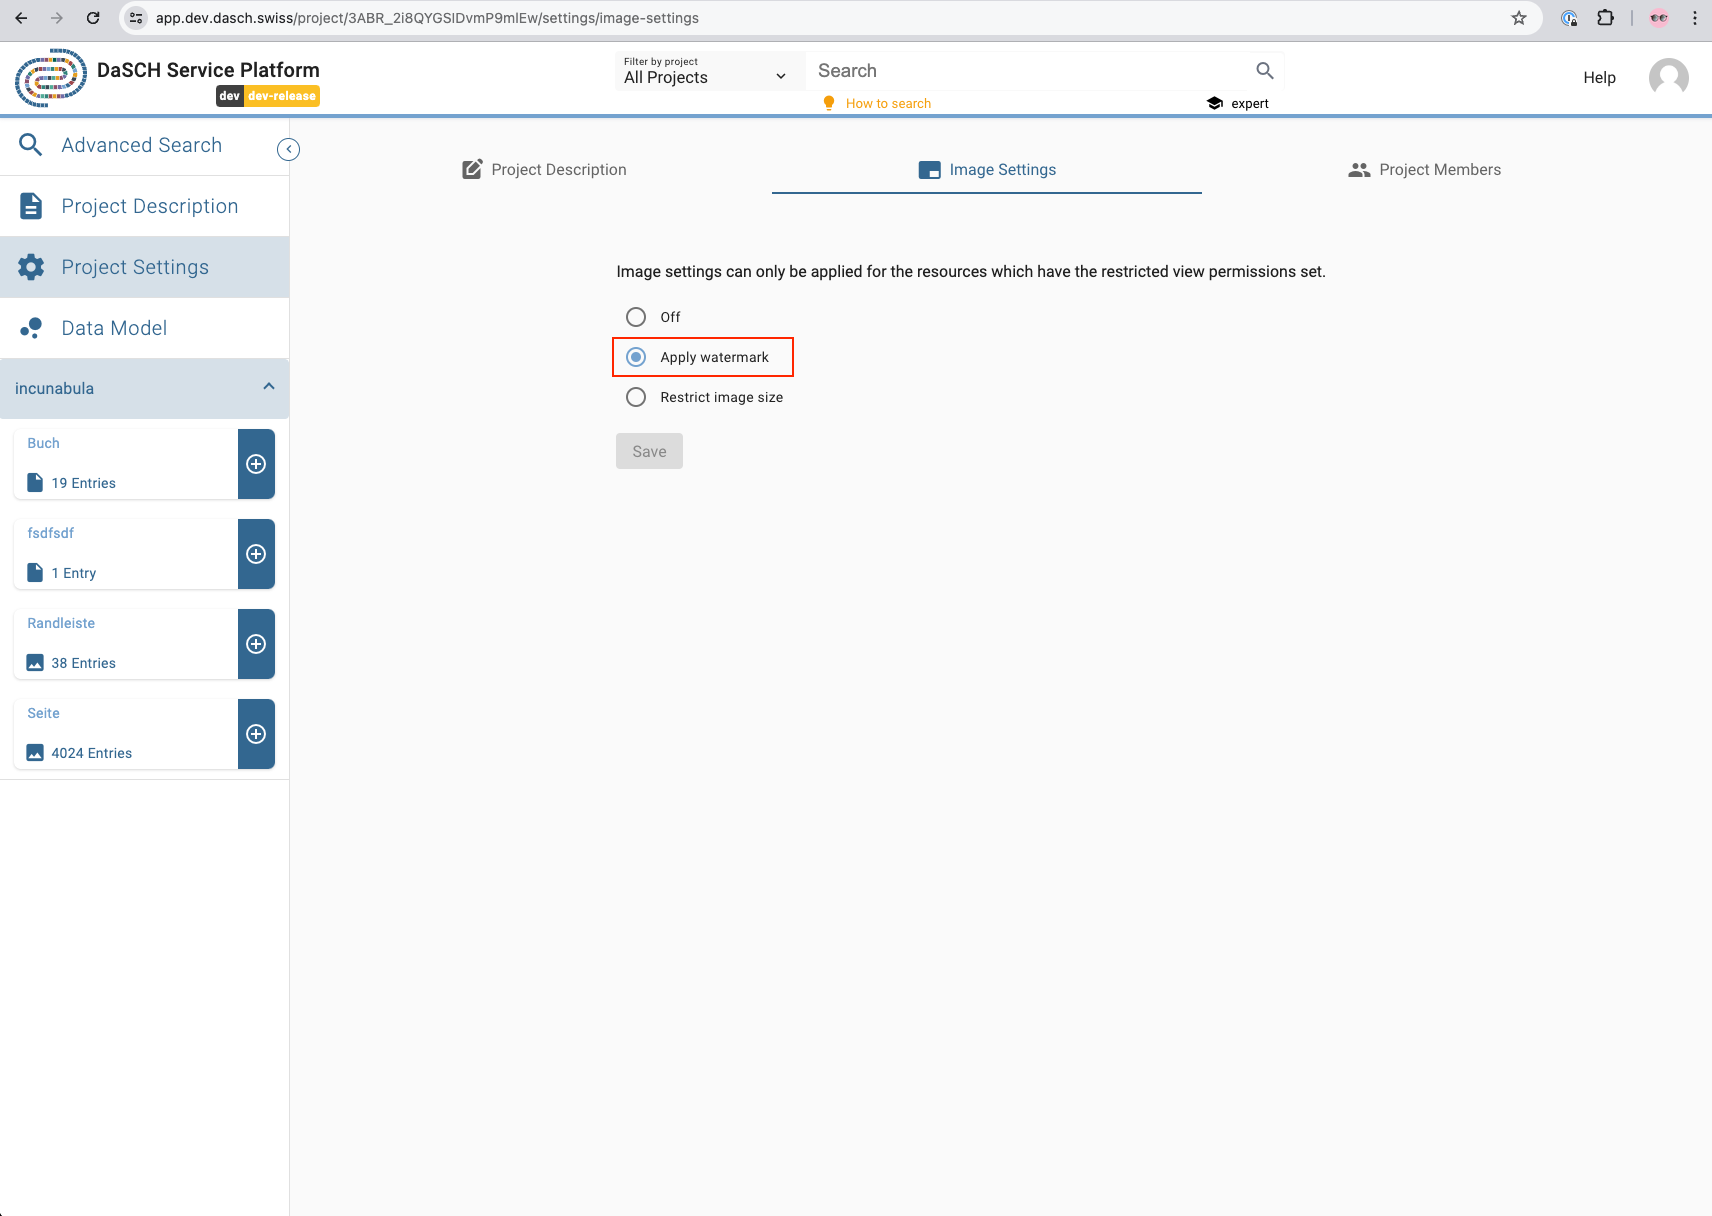 app.dev.dasch.swiss/project/3ABR_2i8QYGSlDvmP9mlEw/settings/image-settings
DaSCH Service Platform
dev dev-release
Filter by project
All Projects
Search
How to search
expert
Help
Advanced Search
Project Description
Project Settings
Data Model
incunabula
Buch
19 Entries
fsdfsdf
1 Entry
Randleiste
38 Entries
Seite
4024 Entries
Project Description
Image Settings
Project Members
Image settings can only be applied for the resources which have the restricted view permissions set.
Off
Apply watermark
Restrict image size
Save